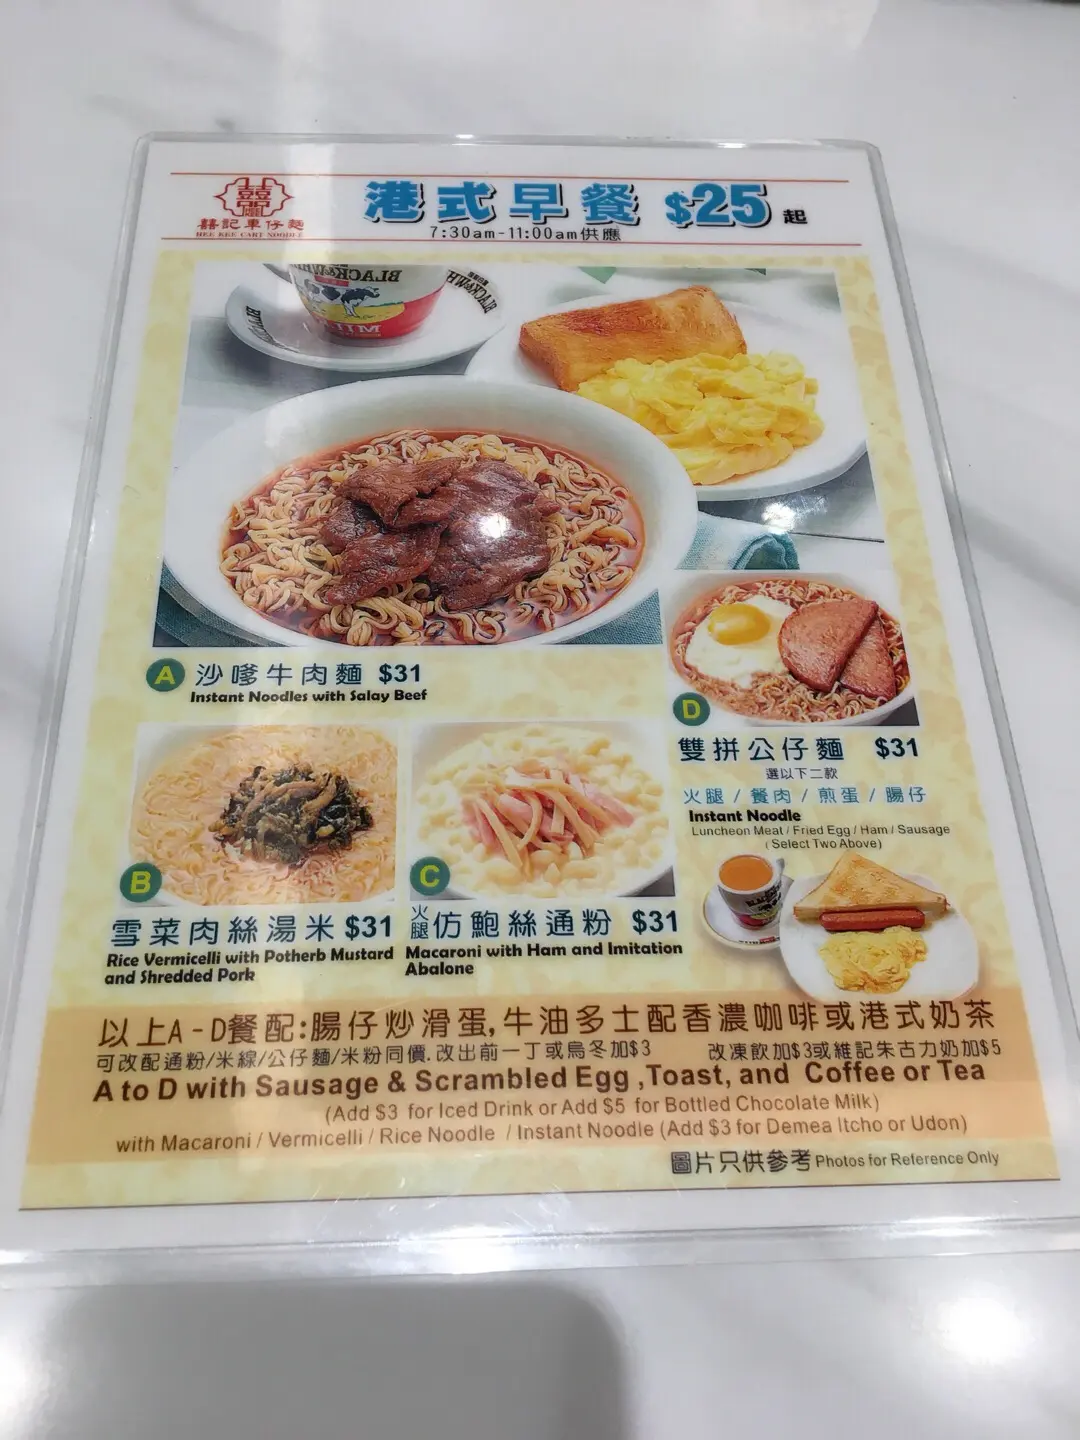 囍
港式早餐 $25 起
囍記車仔麵
HEE KEE CART NOODLE
7:30am-11:00am供應
A 沙嗲牛肉麵 $31
Instant Noodles with Salay Beef
D
雙拼公仔麵 $31
選以下二款
火腿 / 餐肉 / 煎蛋 / 腸仔
Instant Noodle
Luncheon Meat / Fried Egg / Ham / Sausage
(Select Two Above)
B
雪菜肉絲湯米 $31
Rice Vermicelli with Potherb Mustard
and Shredded Pork
C
火腿仿鮑絲通粉 $31
Macaroni with Ham and Imitation
Abalone
以上A-D餐配:腸仔炒滑蛋,牛油多士配香濃咖啡或港式奶茶
可改配通粉/米線/公仔麵/米粉同價.改出前一丁或烏冬加$3 改凍飲加$3或維記朱古力奶加$5
A to D with Sausage & Scrambled Egg ,Toast, and Coffee or Tea
(Add $3 for Iced Drink or Add $5 for Bottled Chocolate Milk)
with Macaroni / Vermicelli / Rice Noodle / Instant Noodle (Add $3 for Demea Itcho or Udon)
圖片只供參考 Photos for Reference Only